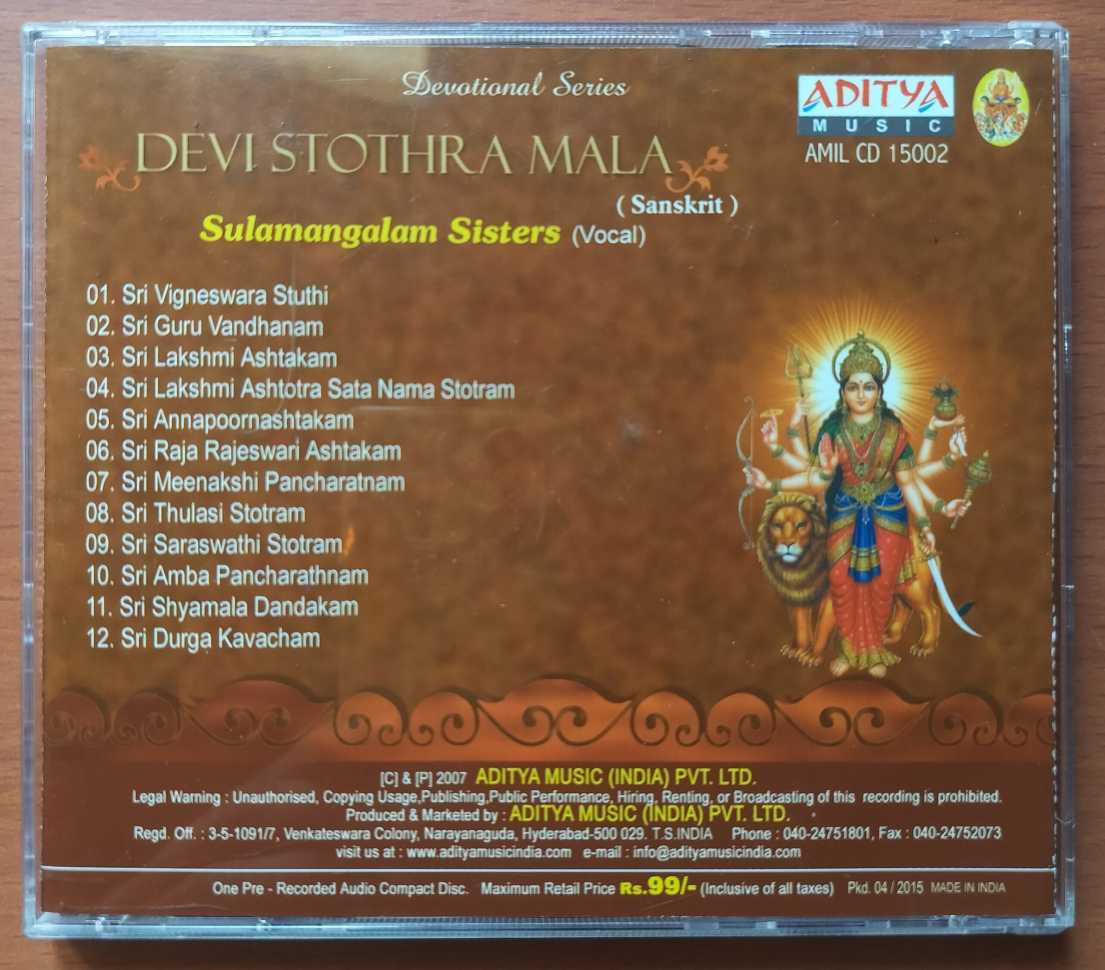 Devotional Series
ADITYA
MUSIC
AMIL CD 15002
DEVI STOTHRA MALA
( Sanskrit )
Sulamangalam Sisters (Vocal)
01. Sri Vigneswara Stuthi
02. Sri Guru Vandhanam
03. Sri Lakshmi Ashtakam
04. Sri Lakshmi Ashtotra Sata Nama Stotram
05. Sri Annapoornashtakam
06. Sri Raja Rajeswari Ashtakam
07. Sri Meenakshi Pancharatnam
08. Sri Thulasi Stotram
09. Sri Saraswathi Stotram
10. Sri Amba Pancharathnam
11. Sri Shyamala Dandakam
12. Sri Durga Kavacham
[C] & [P] 2007 ADITYA MUSIC (INDIA) PVT. LTD.
Legal Warning : Unauthorised, Copying Usage,Publishing,Public Performance, Hiring, Renting, or Broadcasting of this recording is prohibited.
Produced & Marketed by : ADITYA MUSIC (INDIA) PVT. LTD.
Regd. Off. : 3-5-1091/7, Venkateswara Colony, Narayanaguda, Hyderabad-500 029. T.S.INDIA Phone : 040-24751801, Fax : 040-24752073
visit us at : www.adityamusicindia.com e-mail : info@adityamusicindia.com
One Pre - Recorded Audio Compact Disc. Maximum Retail Price Rs.99/- (Inclusive of all taxes) Pkd. 04 / 2015 MADE IN INDIA